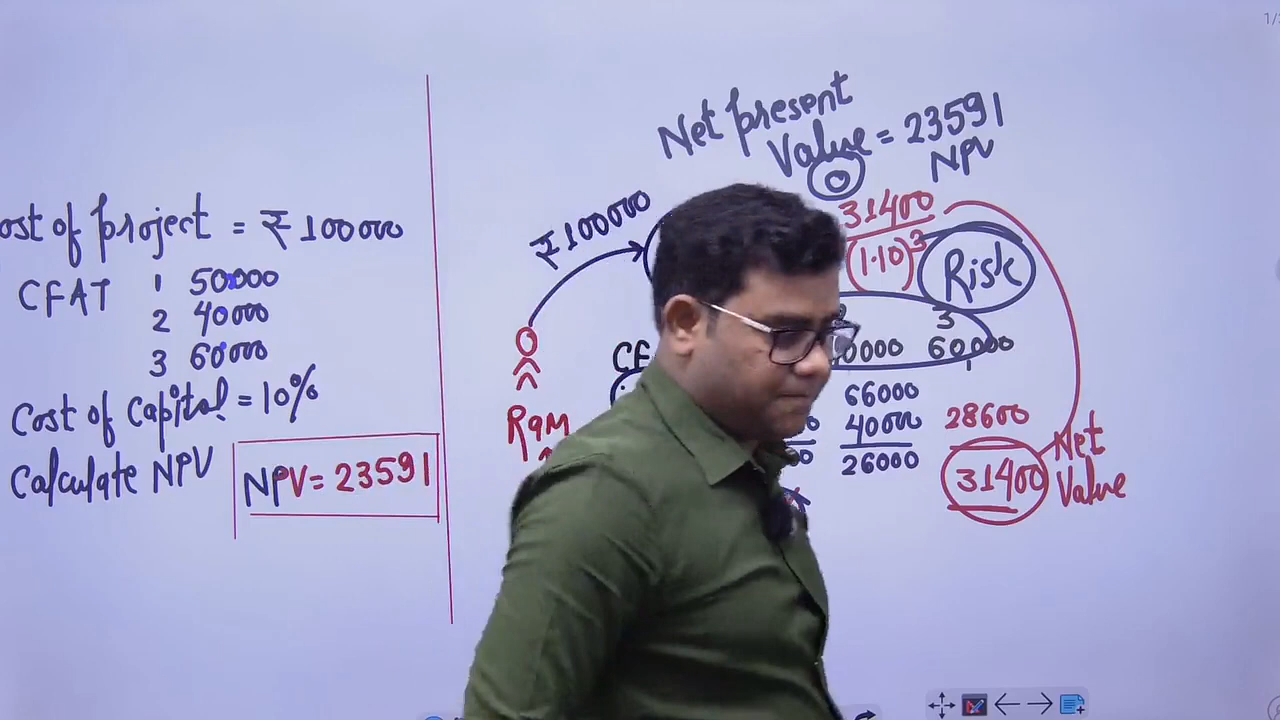 ost of project = ₹100000
CFAT 1 50000
2 40000
3 60000
Cost of Capital = 10%
Calculate NPV
NPV = 23591
Net present
Value = 23591
NPV
0
31400
(1.10)3
Risk
₹100000
3
CF
0000 60000
Ram
66000
40000
26000
28600
31400
Net
Value